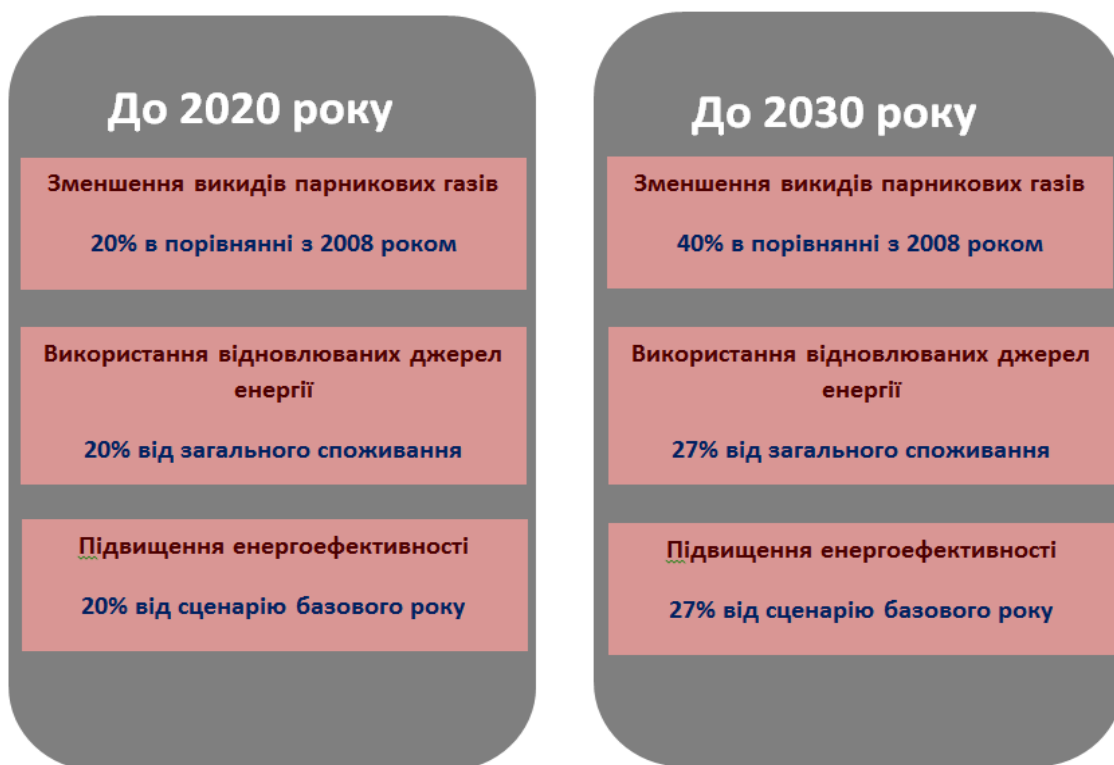 До 2020 року
Зменшення викидів парникових газів
20% в порівнянні з 2008 роком
Використання відновлюваних джерел
енергії
20% від загального споживання
Підвищення енергоефективності
20% від сценарію базового року
До 2030 року
Зменшення викидів парникових газів
40% в порівнянні з 2008 роком
Використання відновлюваних джерел
енергії
27% від загального споживання
Підвищення енергоефективності
27% від сценарію базового року